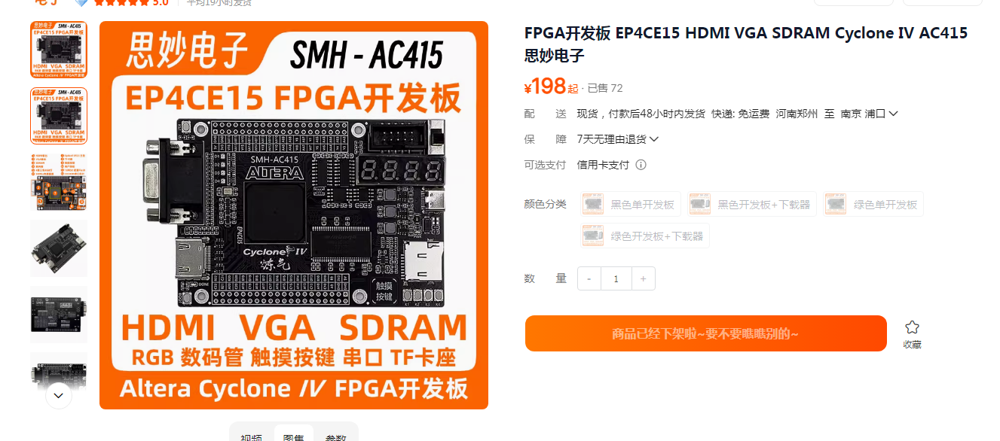 5.0 平均19小时发货
思妙电子 SMH - AC415
EP4CE15 FPGA开发板
SMH-AC415
ALTERA
Cyclone IV
炼气
EP4CE15
DONE
触摸
按键
K1 K2 K3 K4
HDMI VGA SDRAM
RGB 数码管 触摸按键 串口 TF卡座
Altera Cyclone IV FPGA开发板
视频 图集 参数
FPGA开发板 EP4CE15 HDMI VGA SDRAM Cyclone IV AC415
思妙电子
¥198起 · 已售 72
配 送 现货，付款后48小时内发货 快递: 免运费 河南郑州 至 南京 浦口
保 障 7天无理由退货
可选支付 信用卡支付
颜色分类 黑色单开发板 黑色开发板+下载器 绿色单开发板
绿色开发板+下载器
数 量 - 1 +
商品已经下架啦~要不要瞧瞧别的~
收藏